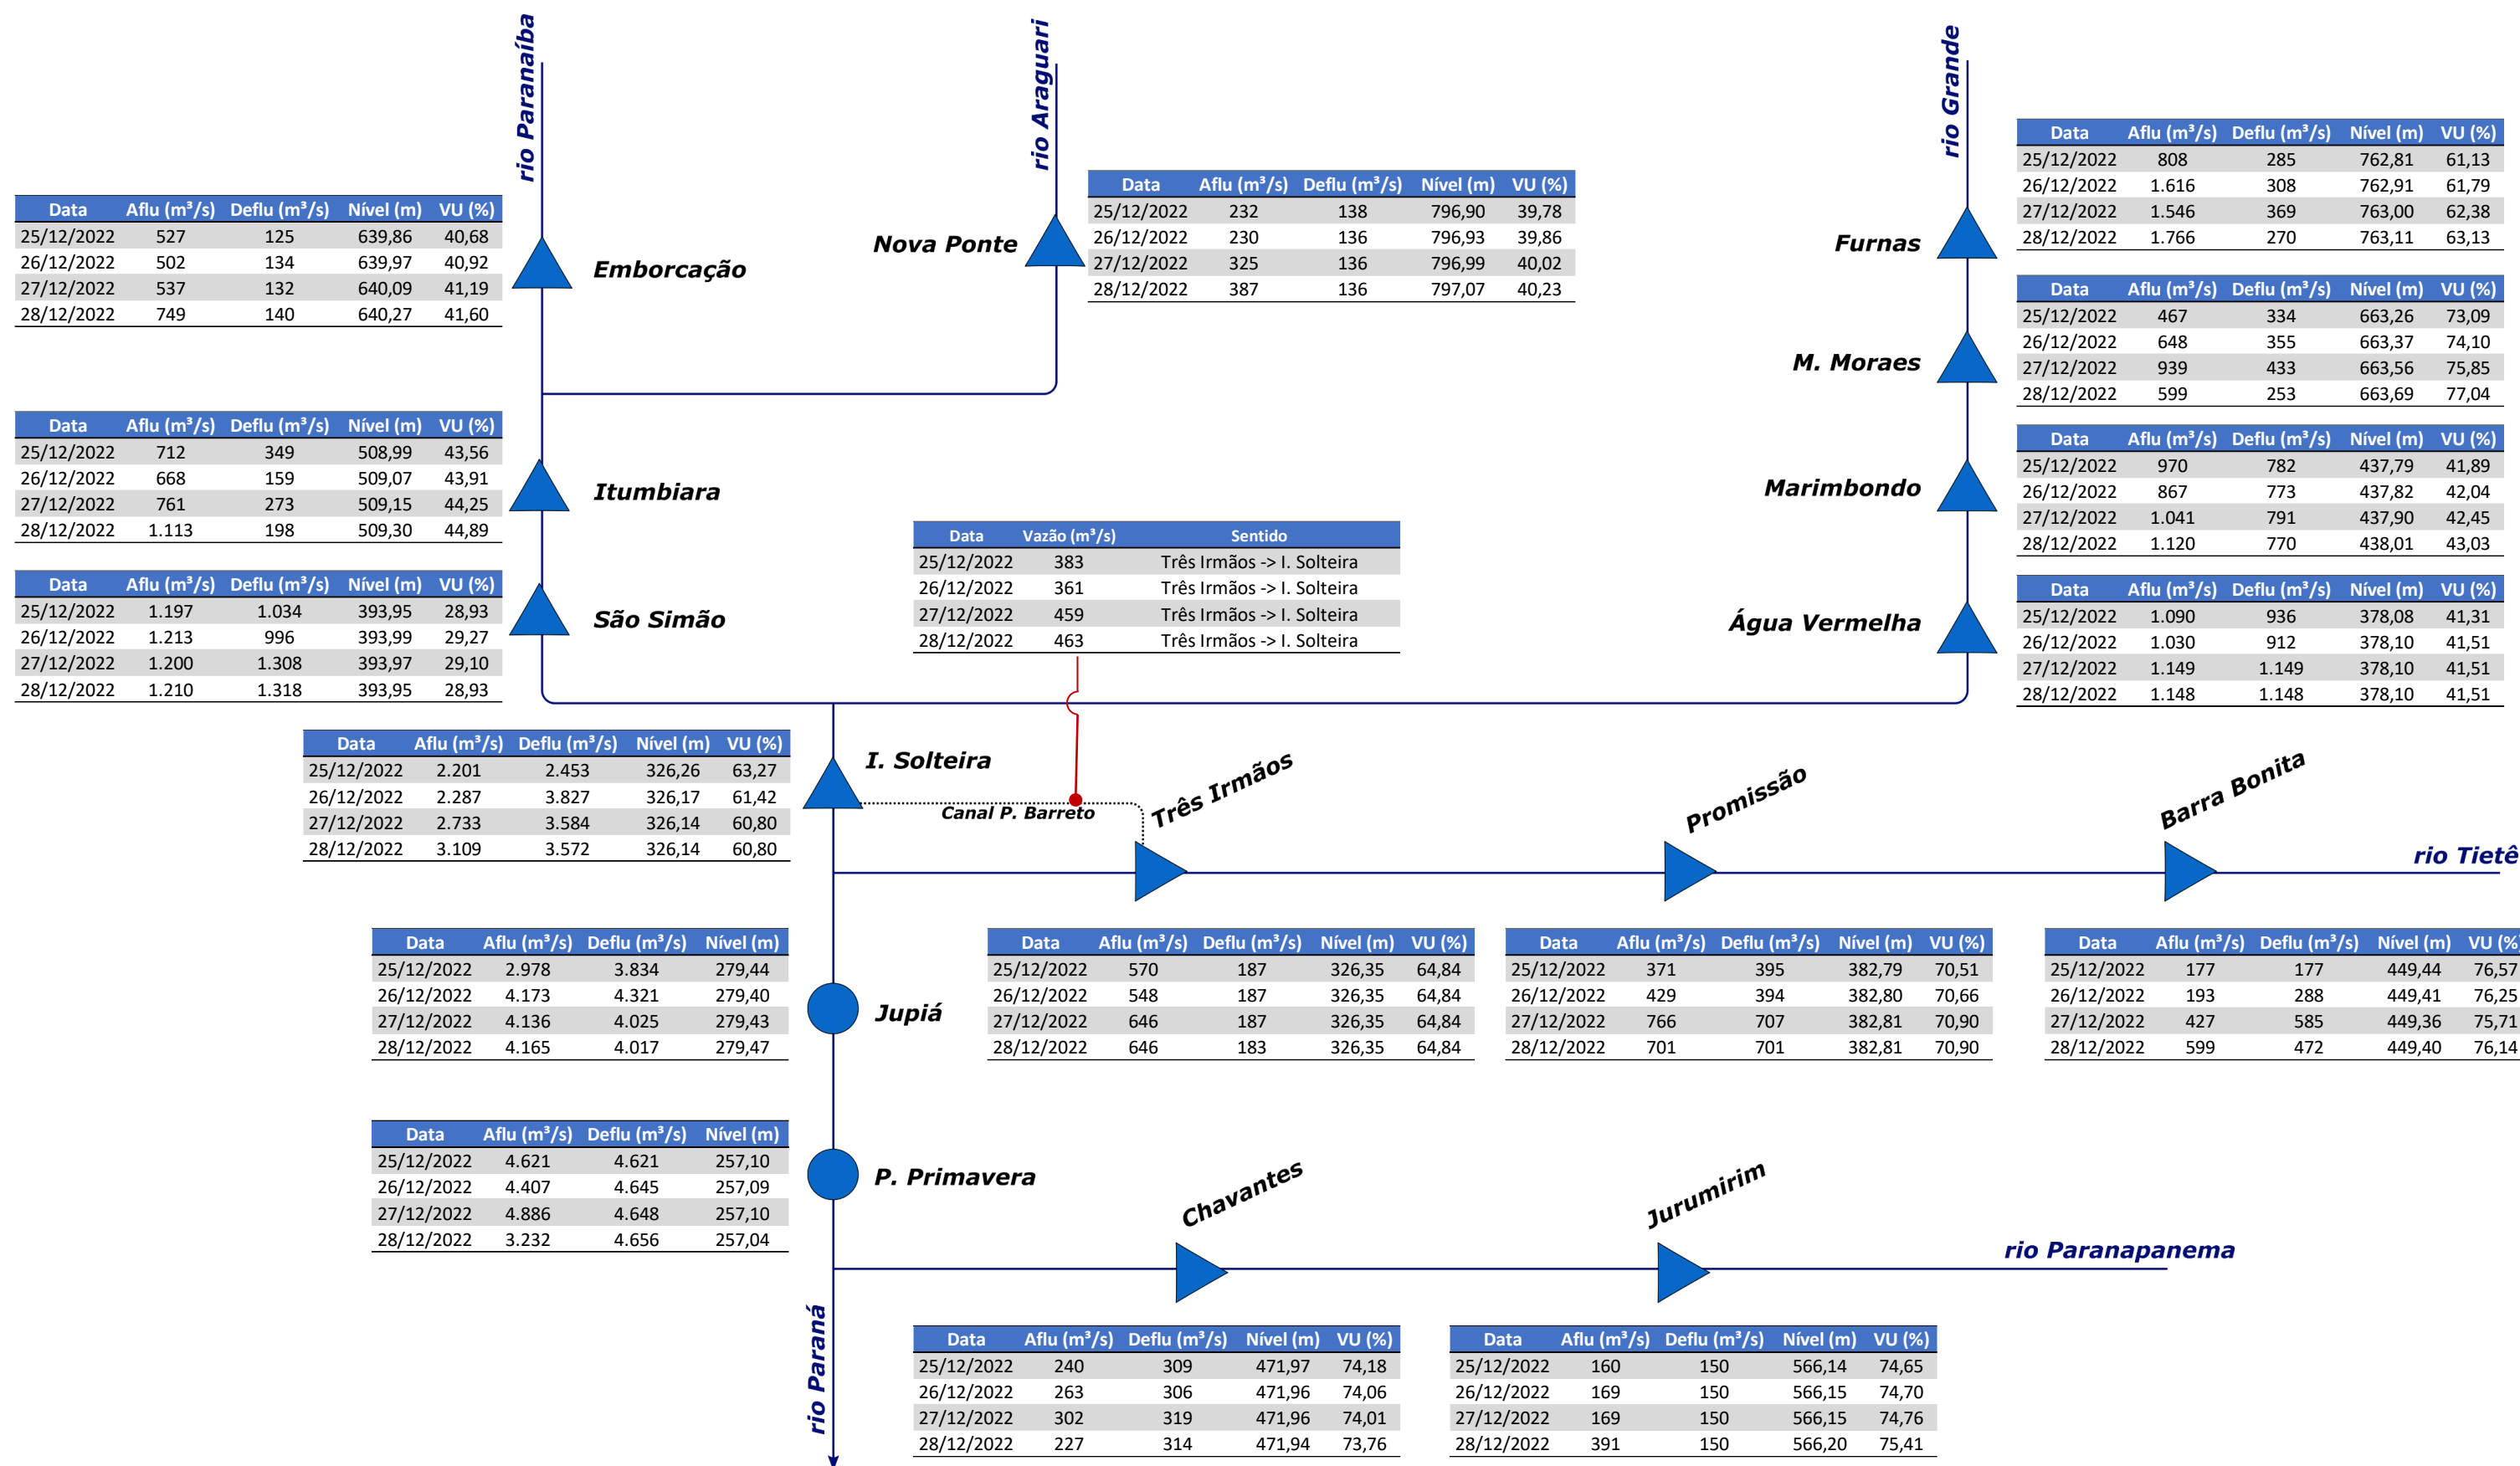 rio Paranaíba
rio Araguari
rio Grande
Data Aflu (m³/s) Deflu (m³/s) Nível (m) VU (%)
25/12/2022 527 125 639,86 40,68
26/12/2022 502 134 639,97 40,92
27/12/2022 537 132 640,09 41,19
28/12/2022 749 140 640,27 41,60
Emborcação
Nova Ponte
Data Aflu (m³/s) Deflu (m³/s) Nível (m) VU (%)
25/12/2022 232 138 796,90 39,78
26/12/2022 230 136 796,93 39,86
27/12/2022 325 136 796,99 40,02
28/12/2022 387 136 797,07 40,23
Furnas
Data Aflu (m³/s) Deflu (m³/s) Nível (m) VU (%)
25/12/2022 808 285 762,81 61,13
26/12/2022 1.616 308 762,91 61,79
27/12/2022 1.546 369 763,00 62,38
28/12/2022 1.766 270 763,11 63,13
M. Moraes
Data Aflu (m³/s) Deflu (m³/s) Nível (m) VU (%)
25/12/2022 467 334 663,26 73,09
26/12/2022 648 355 663,37 74,10
27/12/2022 939 433 663,56 75,85
28/12/2022 599 253 663,69 77,04
Data Aflu (m³/s) Deflu (m³/s) Nível (m) VU (%)
25/12/2022 712 349 508,99 43,56
26/12/2022 668 159 509,07 43,91
27/12/2022 761 273 509,15 44,25
28/12/2022 1.113 198 509,30 44,89
Itumbiara
Marimbondo
Data Aflu (m³/s) Deflu (m³/s) Nível (m) VU (%)
25/12/2022 970 782 437,79 41,89
26/12/2022 867 773 437,82 42,04
27/12/2022 1.041 791 437,90 42,45
28/12/2022 1.120 770 438,01 43,03
Data Aflu (m³/s) Deflu (m³/s) Nível (m) VU (%)
25/12/2022 1.197 1.034 393,95 28,93
26/12/2022 1.213 996 393,99 29,27
27/12/2022 1.200 1.308 393,97 29,10
28/12/2022 1.210 1.318 393,95 28,93
São Simão
Data Vazão (m³/s) Sentido
25/12/2022 383 Três Irmãos -> I. Solteira
26/12/2022 361 Três Irmãos -> I. Solteira
27/12/2022 459 Três Irmãos -> I. Solteira
28/12/2022 463 Três Irmãos -> I. Solteira
Água Vermelha
Data Aflu (m³/s) Deflu (m³/s) Nível (m) VU (%)
25/12/2022 1.090 936 378,08 41,31
26/12/2022 1.030 912 378,10 41,51
27/12/2022 1.149 1.149 378,10 41,51
28/12/2022 1.148 1.148 378,10 41,51
Data Aflu (m³/s) Deflu (m³/s) Nível (m) VU (%)
25/12/2022 2.201 2.453 326,26 63,27
26/12/2022 2.287 3.827 326,17 61,42
27/12/2022 2.733 3.584 326,14 60,80
28/12/2022 3.109 3.572 326,14 60,80
I. Solteira
Canal P. Barreto
Três Irmãos
Promissão
Barra Bonita
rio Tietê
Data Aflu (m³/s) Deflu (m³/s) Nível (m)
25/12/2022 2.978 3.834 279,44
26/12/2022 4.173 4.321 279,40
27/12/2022 4.136 4.025 279,43
28/12/2022 4.165 4.017 279,47
Jupiá
Data Aflu (m³/s) Deflu (m³/s) Nível (m) VU (%)
25/12/2022 570 187 326,35 64,84
26/12/2022 548 187 326,35 64,84
27/12/2022 646 187 326,35 64,84
28/12/2022 646 183 326,35 64,84
Data Aflu (m³/s) Deflu (m³/s) Nível (m) VU (%)
25/12/2022 371 395 382,79 70,51
26/12/2022 429 394 382,80 70,66
27/12/2022 766 707 382,81 70,90
28/12/2022 701 701 382,81 70,90
Data Aflu (m³/s) Deflu (m³/s) Nível (m) VU (%
25/12/2022 177 177 449,44 76,57
26/12/2022 193 288 449,41 76,25
27/12/2022 427 585 449,36 75,71
28/12/2022 599 472 449,40 76,14
Data Aflu (m³/s) Deflu (m³/s) Nível (m)
25/12/2022 4.621 4.621 257,10
26/12/2022 4.407 4.645 257,09
27/12/2022 4.886 4.648 257,10
28/12/2022 3.232 4.656 257,04
P. Primavera
Chavantes
Jurumirim
rio Paranapanema
rio Paraná
Data Aflu (m³/s) Deflu (m³/s) Nível (m) VU (%)
25/12/2022 240 309 471,97 74,18
26/12/2022 263 306 471,96 74,06
27/12/2022 302 319 471,96 74,01
28/12/2022 227 314 471,94 73,76
Data Aflu (m³/s) Deflu (m³/s) Nível (m) VU (%)
25/12/2022 160 150 566,14 74,65
26/12/2022 169 150 566,15 74,70
27/12/2022 169 150 566,15 74,76
28/12/2022 391 150 566,20 75,41